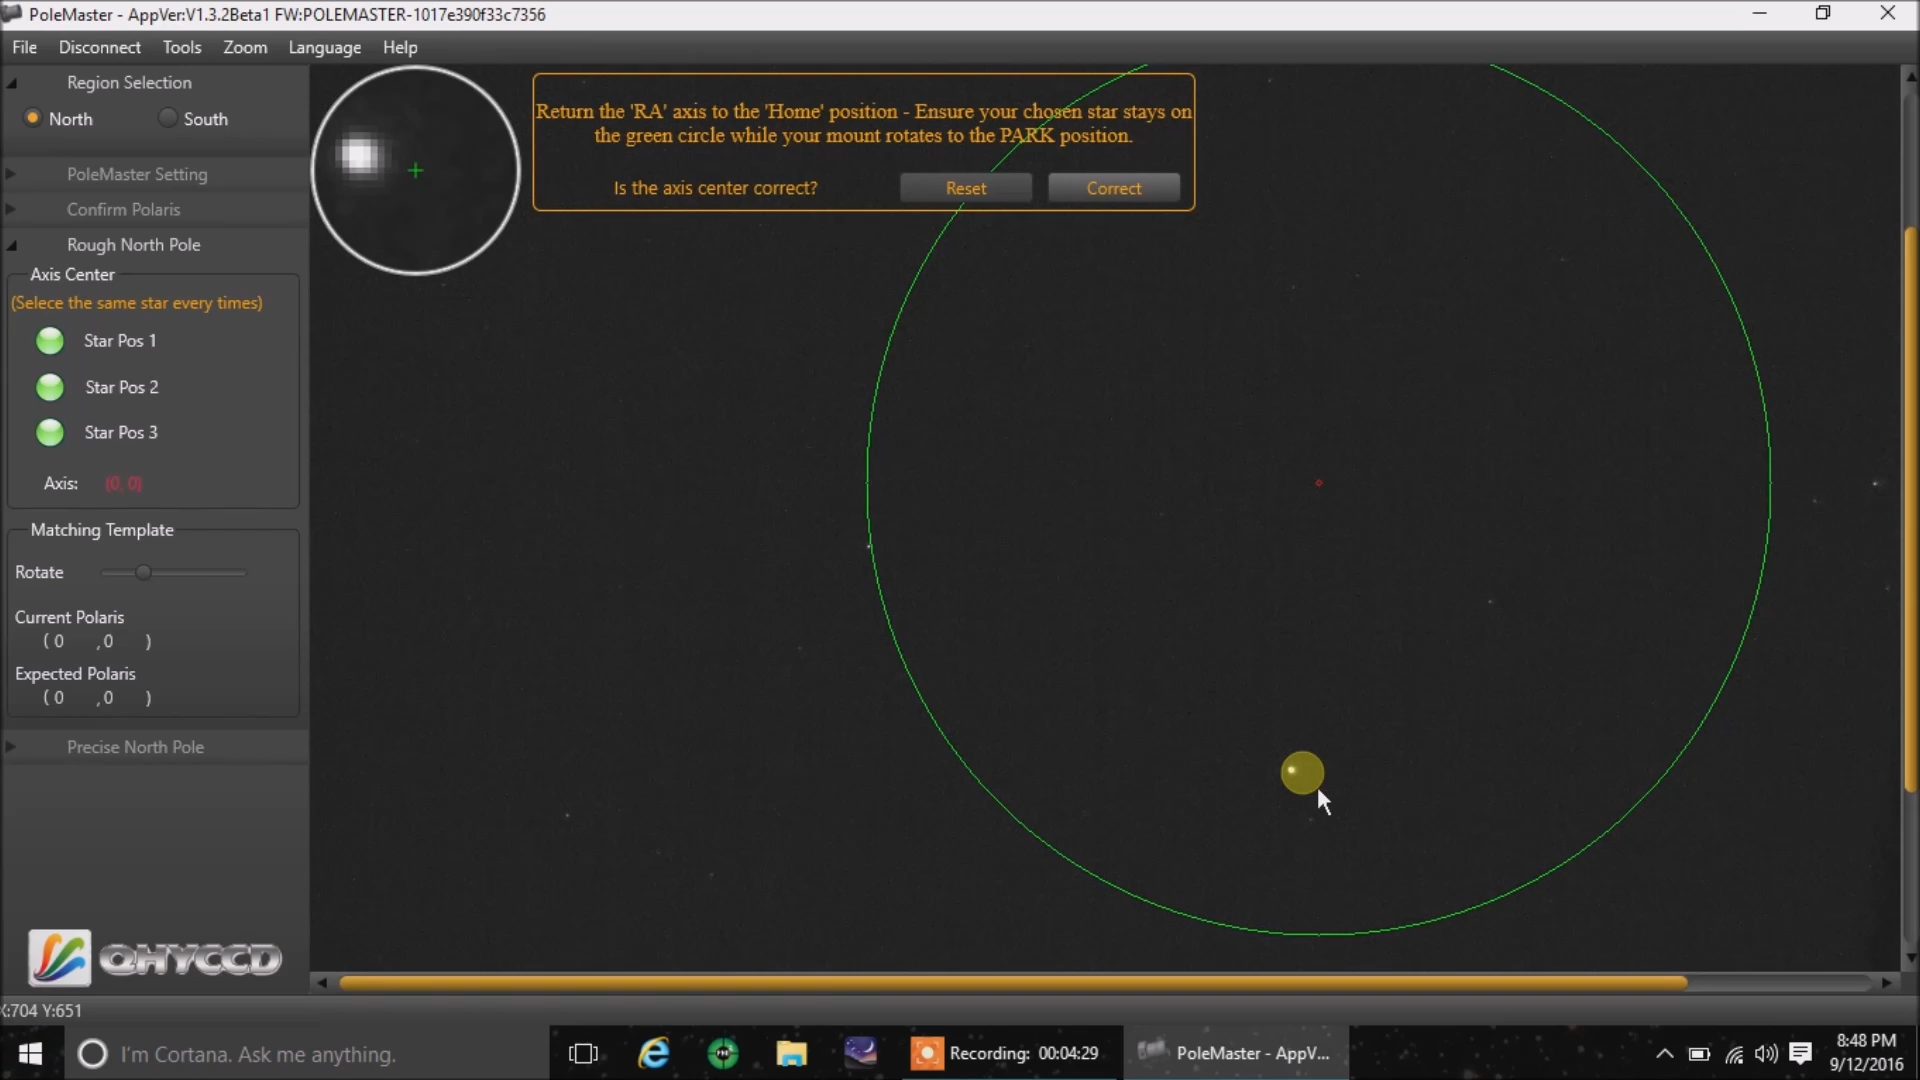 PoleMaster - AppVer:V1.3.2Beta1 FW:POLEMASTER-1017e390f33c7356
File Disconnect Tools Zoom Language Help
Region Selection
North South
PoleMaster Setting
Confirm Polaris
Rough North Pole
Axis Center
(Selece the same star every times)
Star Pos 1
Star Pos 2
Star Pos 3
Axis: (0, 0)
Matching Template
Rotate
Current Polaris
( 0 ,0 )
Expected Polaris
( 0 ,0 )
Precise North Pole
QHYCCD
Return the 'RA' axis to the 'Home' position - Ensure your chosen star stays on
the green circle while your mount rotates to the PARK position.
Is the axis center correct? Reset Correct
X:704 Y:651
I'm Cortana. Ask me anything.
Recording: 00:04:29
PoleMaster - AppV...
8:48 PM
9/12/2016